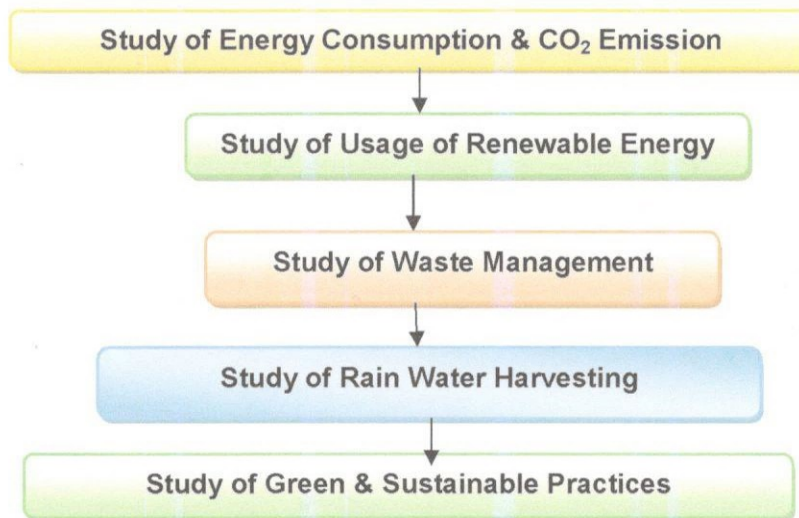 Study of Energy Consumption & CO₂ Emission
Study of Usage of Renewable Energy
Study of Waste Management
Study of Rain Water Harvesting
Study of Green & Sustainable Practices